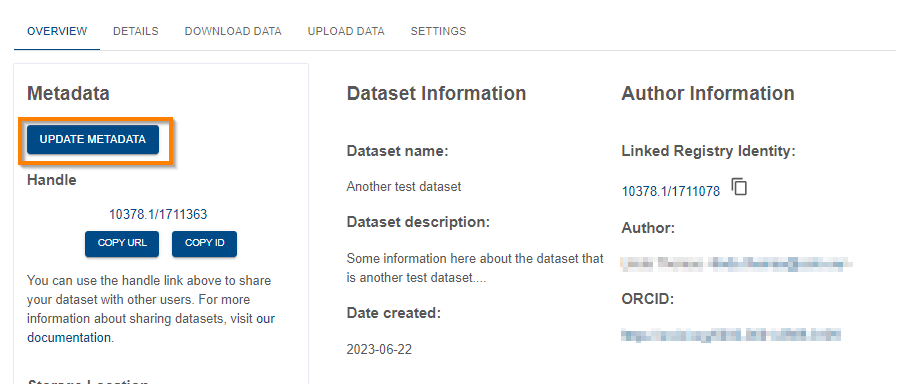 OVERVIEW DETAILS DOWNLOAD DATA UPLOAD DATA SETTINGS
Metadata
UPDATE METADATA
Handle
10378.1/1711363
COPY URL COPY ID
You can use the handle link above to share
your dataset with other users. For more
information about sharing datasets, visit our
documentation.
Storage Location
Dataset Information
Dataset name:
Another test dataset
Dataset description:
Some information here about the dataset that
is another test dataset....
Date created:
2023-06-22
Author Information
Linked Registry Identity:
10378.1/1711078
Author:
ORCID: